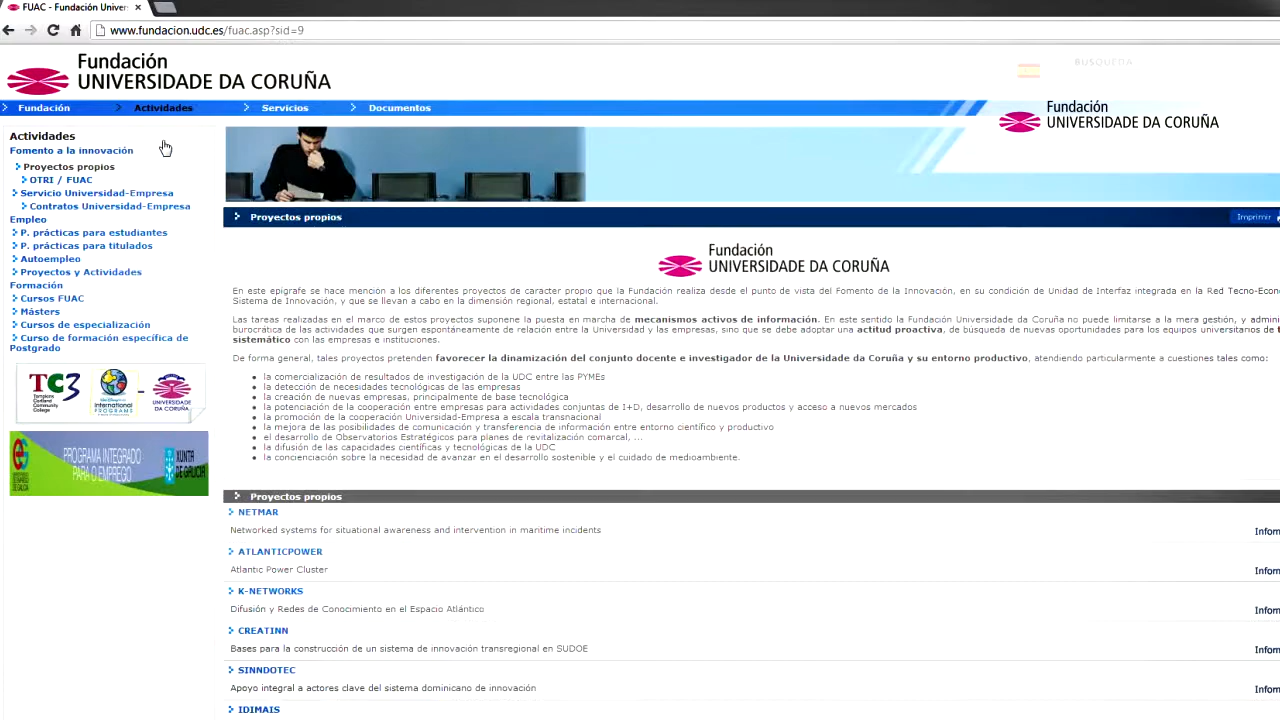 FUAC - Fundación Univer
www.fundacion.udc.es/fuac.asp?sid=9
Fundación
UNIVERSIDADE DA CORUÑA
BUSQUEDA
Fundación
Actividades
Servicios
Documentos
Fundación
UNIVERSIDADE DA CORUÑA
Actividades
Fomento a la innovación
Proyectos propios
OTRI / FUAC
Servicio Universidad-Empresa
Contratos Universidad-Empresa
Empleo
P. prácticas para estudiantes
P. prácticas para titulados
Autoempleo
Proyectos y Actividades
Formación
Cursos FUAC
Másters
Cursos de especialización
Curso de formación específica de
Postgrado
TC3
Tompkins
Cortland
Community
College
International
PROGRAMS
UNIVERSIDADE
DA CORUÑA
PROGRAMA INTEGRADO
PARA O EMPREGO
XUNTA
DE GALICIA
Proyectos propios
Imprimir
Fundación
UNIVERSIDADE DA CORUÑA
En este epígrafe se hace mención a los diferentes proyectos de caracter propio que la Fundación realiza desde el punto de vista del Fomento de la Innovación, en su condición de Unidad de Interfaz integrada en la Red Tecno-Econ
Sistema de Innovación, y que se llevan a cabo en la dimensión regional, estatal e internacional.
Las tareas realizadas en el marco de estos proyectos suponene la puesta en marcha de mecanismos activos de información. En este sentido la Fundación Universidade da Coruña no puede limitarse a la mera gestión, y admini
burocrática de las actividades que surgen espontáneamente de relación entre la Universidad y las empresas, sino que se debe adoptar una actitud proactiva, de búsqueda de nuevas oportunidades para los equipos universitarios de t
sistemático con las empresas e instituciones.
De forma general, tales proyectos pretenden favorecer la dinamización del conjunto docente e investigador de la Universidade da Coruña y su entorno productivo, atendiendo particularmente a cuestiones tales como:
la comercialización de resultados de investigación de la UDC entre las PYMEs
la detección de necesidades tecnológicas de las empresas
la creación de nuevas empresas, principalmente de base tecnológica
la potenciación de la cooperación entre empresas para actividades conjuntas de I+D, desarrollo de nuevos productos y acceso a nuevos mercados
la promoción de cooperación Universidad-Empresa a escala transnacional
la mejora de las posibilidades de comunicación y transferencia de información entre entorno científico y productivo
el desarrollo de Observatorios Estratégicos para planes de revitalización comarcal, ...
la difusión de las capacidades científicas y tecnológicas de la UDC
la concienciación sobre la necesidad de avanzar en el desarrollo sostenible y el cuidado de medioambiente.
Proyectos propios
NETMAR
Networked systems for situational awareness and intervention in maritime incidents
Inform
ATLANTICPOWER
Atlantic Power Cluster
Inform
K-NETWORKS
Difusión y Redes de Conocimiento en el Espacio Atlántico
Inform
CREATINN
Bases para la construcción de un sistema de innovación transregional en SUDOE
Inform
SINNDOTEC
Apoyo integral a actores clave del sistema dominicano de innovación
Inform
IDIMAIS